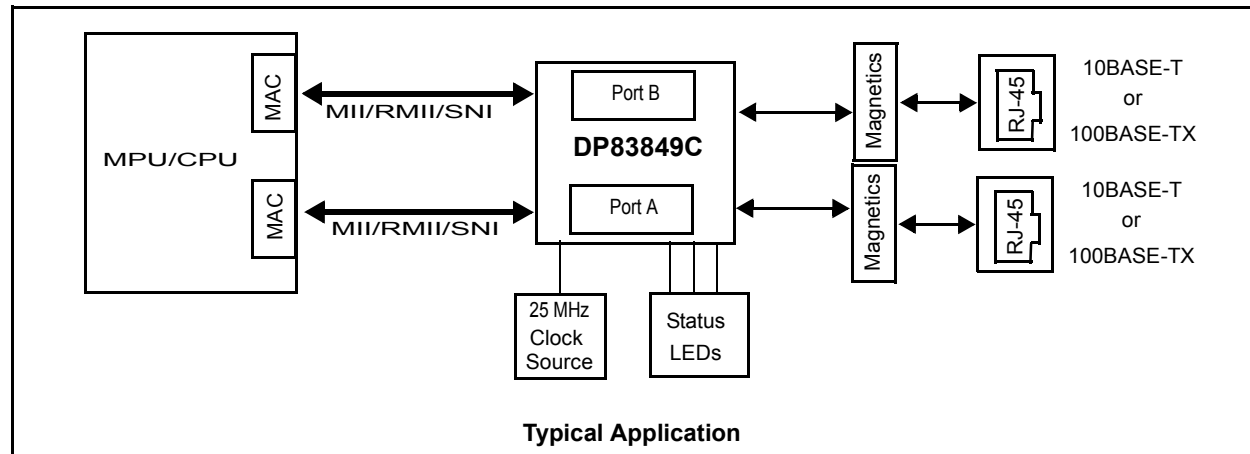 MPU/CPU
MAC
MAC
MII/RMII/SNI
MII/RMII/SNI
Port B
DP83849C
Port A
25 MHz
Clock
Source
Status
LEDs
Magnetics
Magnetics
RJ-45
RJ-45
10BASE-T
or
100BASE-TX
10BASE-T
or
100BASE-TX
Typical Application